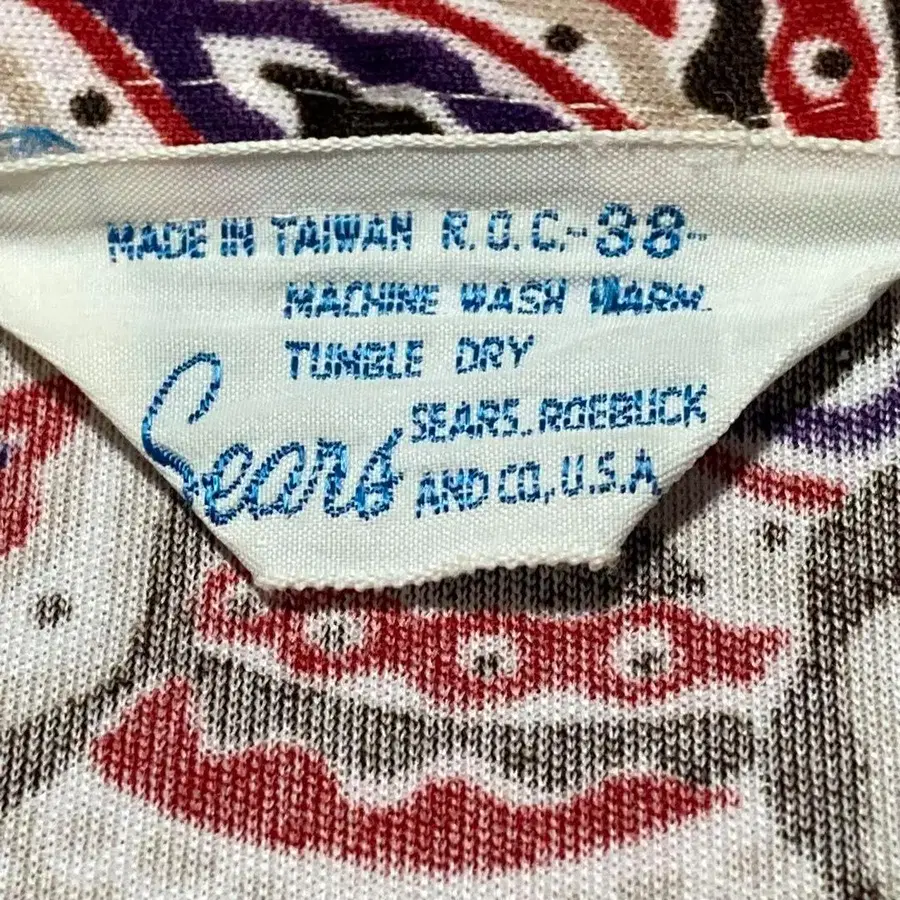 MADE IN TAIWAN R.O.C.-38-
MACHINE WASH WARM.
TUMBLE DRY
Sears SEARS, ROEBUCK
AND CO., U.S.A